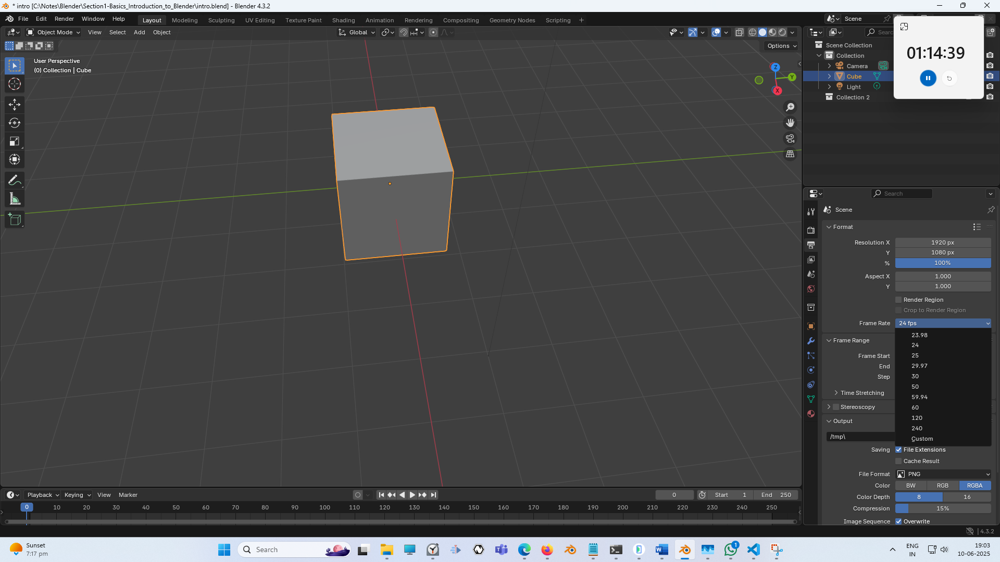 * intro [C:\Notes\Blender\Section1-Basics_Introduction_to_Blender\intro.blend] - Blender 4.3.2
File Edit Render Window Help
Layout Modeling Sculpting UV Editing Texture Paint Shading Animation Rendering Compositing Geometry Nodes Scripting +
Scene
Object Mode View Select Add Object
Global
Options
User Perspective
(0) Collection | Cube
Z
Y
X
01:14:39
Scene Collection
Collection
Camera
Cube
Light
Collection 2
Search
Scene
Format
Resolution X 1920 px
Y 1080 px
% 100%
Aspect X 1.000
Y 1.000
Render Region
Crop to Render Region
Frame Rate 24 fps
23.98
24
25
29.97
30
50
59.94
60
120
240
Custom
Frame Range
Frame Start
End
Step
Time Stretching
Stereoscopy
Output
/tmp\
Saving File Extensions
Cache Result
File Format PNG
Color BW RGB RGBA
Color Depth 8 16
Compression 15%
Image Sequence Overwrite
Playback Keying View Marker
0 Start 1 End 250
0 10 20 30 40 50 60 70 80 90 100 110 120 130 140 150 160 170 180 190 200 210 220 230 240 250
4.3.2
Sunset
7:17 pm
Search
1
ENG
IN
19:03
10-06-2025